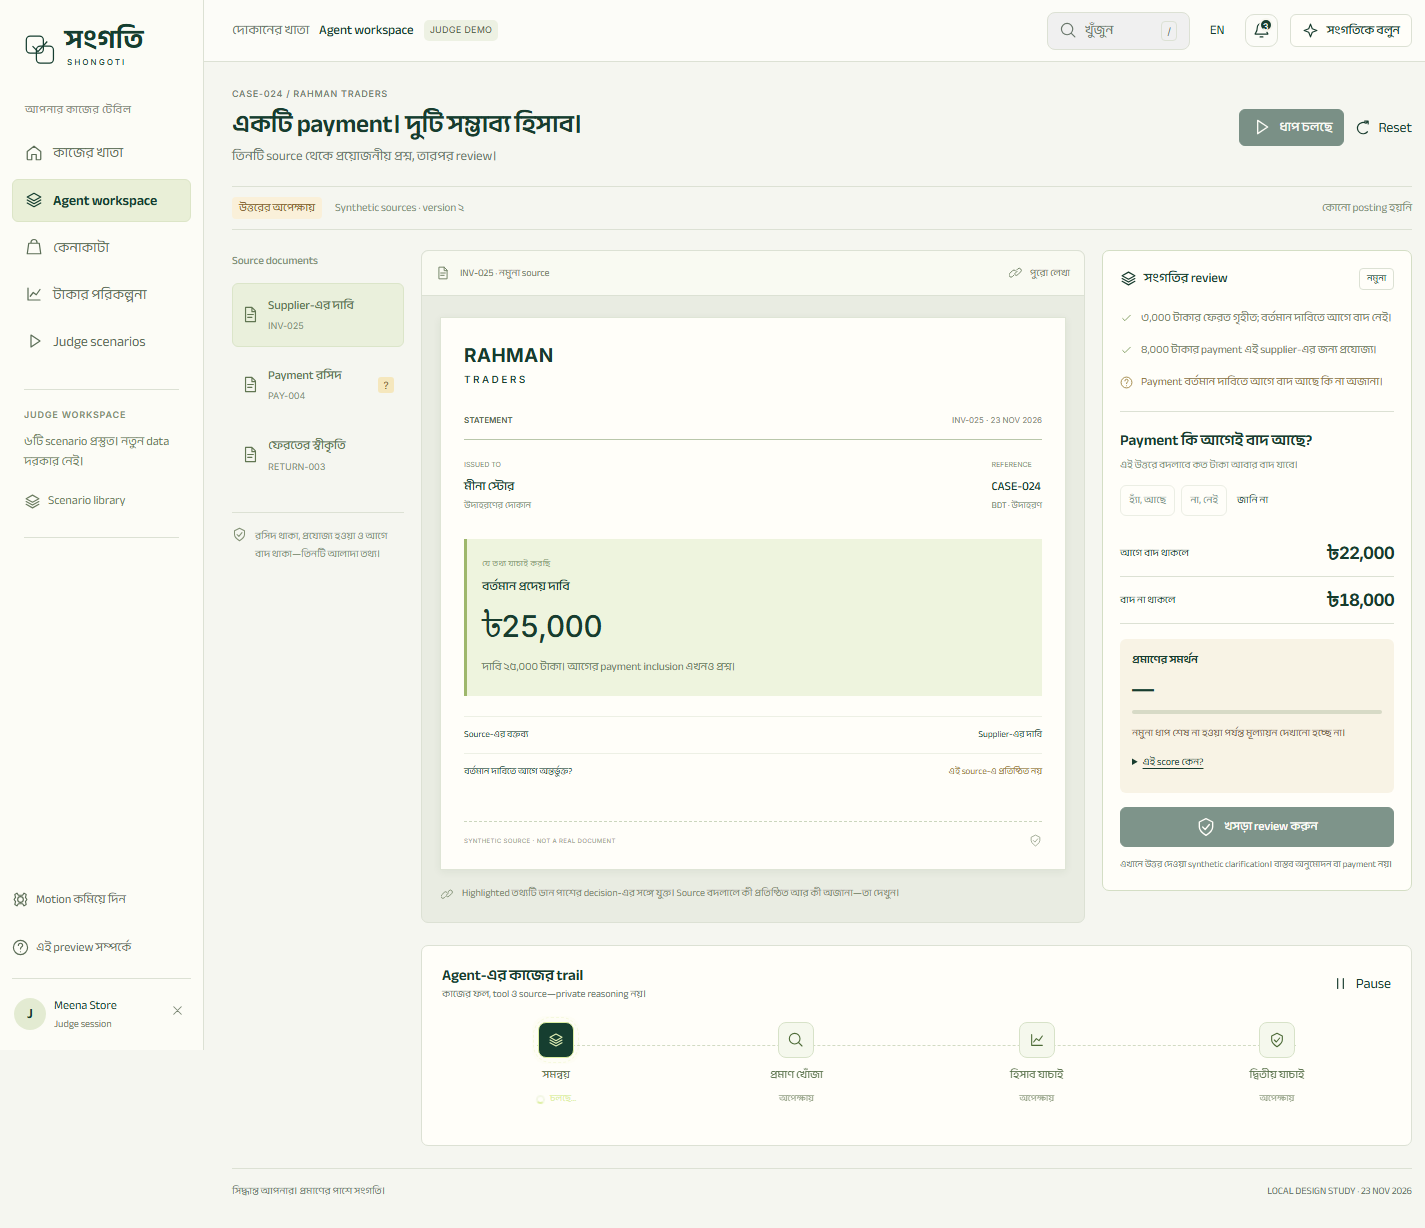 সংগতি
SHONGOTI
আপনার কাজের টেবিল
কাজের খাতা
Agent workspace
কেনাকাটা
টাকার পরিকল্পনা
Judge scenarios
JUDGE WORKSPACE
৬টি scenario প্রস্তুত। নতুন data
দরকার নেই।
Scenario library
Motion কমিয়ে দিন
এই preview সম্পর্কে
J
Meena Store
Judge session
দোকানের খাতা Agent workspace JUDGE DEMO
খুঁজুন /
EN
সংগতিকে বলুন
CASE-024 / RAHMAN TRADERS
একটি payment। দুটি সম্ভাব্য হিসাব।
তিনটি source থেকে প্রয়োজনীয় প্রশ্ন, তারপর review।
ধাপ চলছে
Reset
উত্তরের অপেক্ষায়
Synthetic sources · version ২
কোনো posting হয়নি
Source documents
Supplier-এর দাবি
INV-025
Payment রসিদ
PAY-004
?
ফেরতের স্বীকৃতি
RETURN-003
রসিদ থাকা, প্রযোজ্য হওয়া ও আগে
বাদ থাকা—তিনটি আলাদা তথ্য।
INV-025 · নমুনা source
পুরো লেখা
RAHMAN
TRADERS
STATEMENT
INV-025 · 23 NOV 2026
ISSUED TO
REFERENCE
মীনা স্টোর
CASE-024
উদাহরণের দোকান
BDT · উদাহরণ
যে তথ্য যাচাই করছি
বর্তমান প্রদেয় দাবি
৳25,000
দাবি ২৫,000 টাকা। আগের payment inclusion এখনও প্রশ্ন।
Source-এর বক্তব্য
Supplier-এর দাবি
বর্তমান দাবিতে আগে অন্তর্ভুক্ত?
এই source-এ প্রতিষ্ঠিত নয়
SYNTHETIC SOURCE · NOT A REAL DOCUMENT
Highlighted তথ্যটি ডান পাশের decision-এর সঙ্গে যুক্ত। Source বদলালে কী প্রতিষ্ঠিত আর কী অজানা—তা দেখুন।
সংগতির review
নমুনা
৩,000 টাকার ফেরত গৃহীত; বর্তমান দাবিতে আগে বাদ নেই।
8,000 টাকার payment এই supplier-এর জন্য প্রযোজ্য।
Payment বর্তমান দাবিতে আগে বাদ আছে কি না অজানা।
Payment কি আগেই বাদ আছে?
এই উত্তরে বদলাবে কত টাকা আবার বাদ যাবে।
হ্যাঁ, আছে
না, নেই
জানি না
আগে বাদ থাকলে
৳22,000
বাদ না থাকলে
৳18,000
প্রমাণের সমর্থন
—
নমুনা ধাপ শেষ না হওয়া পর্যন্ত মূল্যায়ন দেখানো হচ্ছে না।
এই score কেন?
খসড়া review করুন
এখানে উত্তর দেওয়া synthetic clarification। বাস্তব অনুমোদন বা payment নয়।
Agent-এর কাজের trail
কাজের ফল, tool ও source—private reasoning নয়।
Pause
সমন্বয়
প্রমাণ খোঁজা
হিসাব যাচাই
দ্বিতীয় যাচাই
চলছে...
অপেক্ষায়
অপেক্ষায়
অপেক্ষায়
সিদ্ধান্ত আপনার। প্রমাণের পাশে সংগতি।
LOCAL DESIGN STUDY · 23 NOV 2026